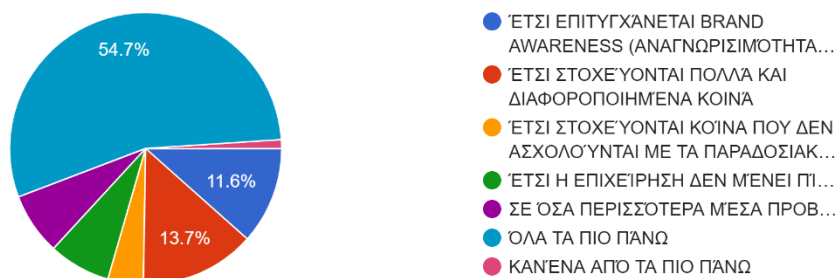 54.7%
11.6%
13.7%
ΈΤΣΙ ΕΠΙΤΥΓΧΆΝΕΤΑΙ BRAND
AWARENESS (ΑΝΑΓΝΩΡΙΣΙΜΌΤΗΤΑ…
ΈΤΣΙ ΣΤΟΧΕΎΟΝΤΑΙ ΠΟΛΛΆ ΚΑΙ
ΔΙΑΦΟΡΟΠΟΙΗΜΈΝΑ ΚΟΙΝΆ
ΈΤΣΙ ΣΤΟΧΕΎΟΝΤΑΙ ΚΟΊΝΑ ΠΟΥ ΔΕΝ
ΑΣΧΟΛΟΎΝΤΑΙ ΜΕ ΤΑ ΠΑΡΑΔΟΣΙΑΚ…
ΈΤΣΙ Η ΕΠΙΧΕΊΡΗΣΗ ΔΕΝ ΜΈΝΕΙ ΠΙ…
ΣΕ ΌΣΑ ΠΕΡΙΣΣΌΤΕΡΑ ΜΈΣΑ ΠΡΟΒ…
ΌΛΑ ΤΑ ΠΙΟ ΠΆΝΩ
ΚΑΝΈΝΑ ΑΠΌ ΤΑ ΠΙΟ ΠΆΝΩ